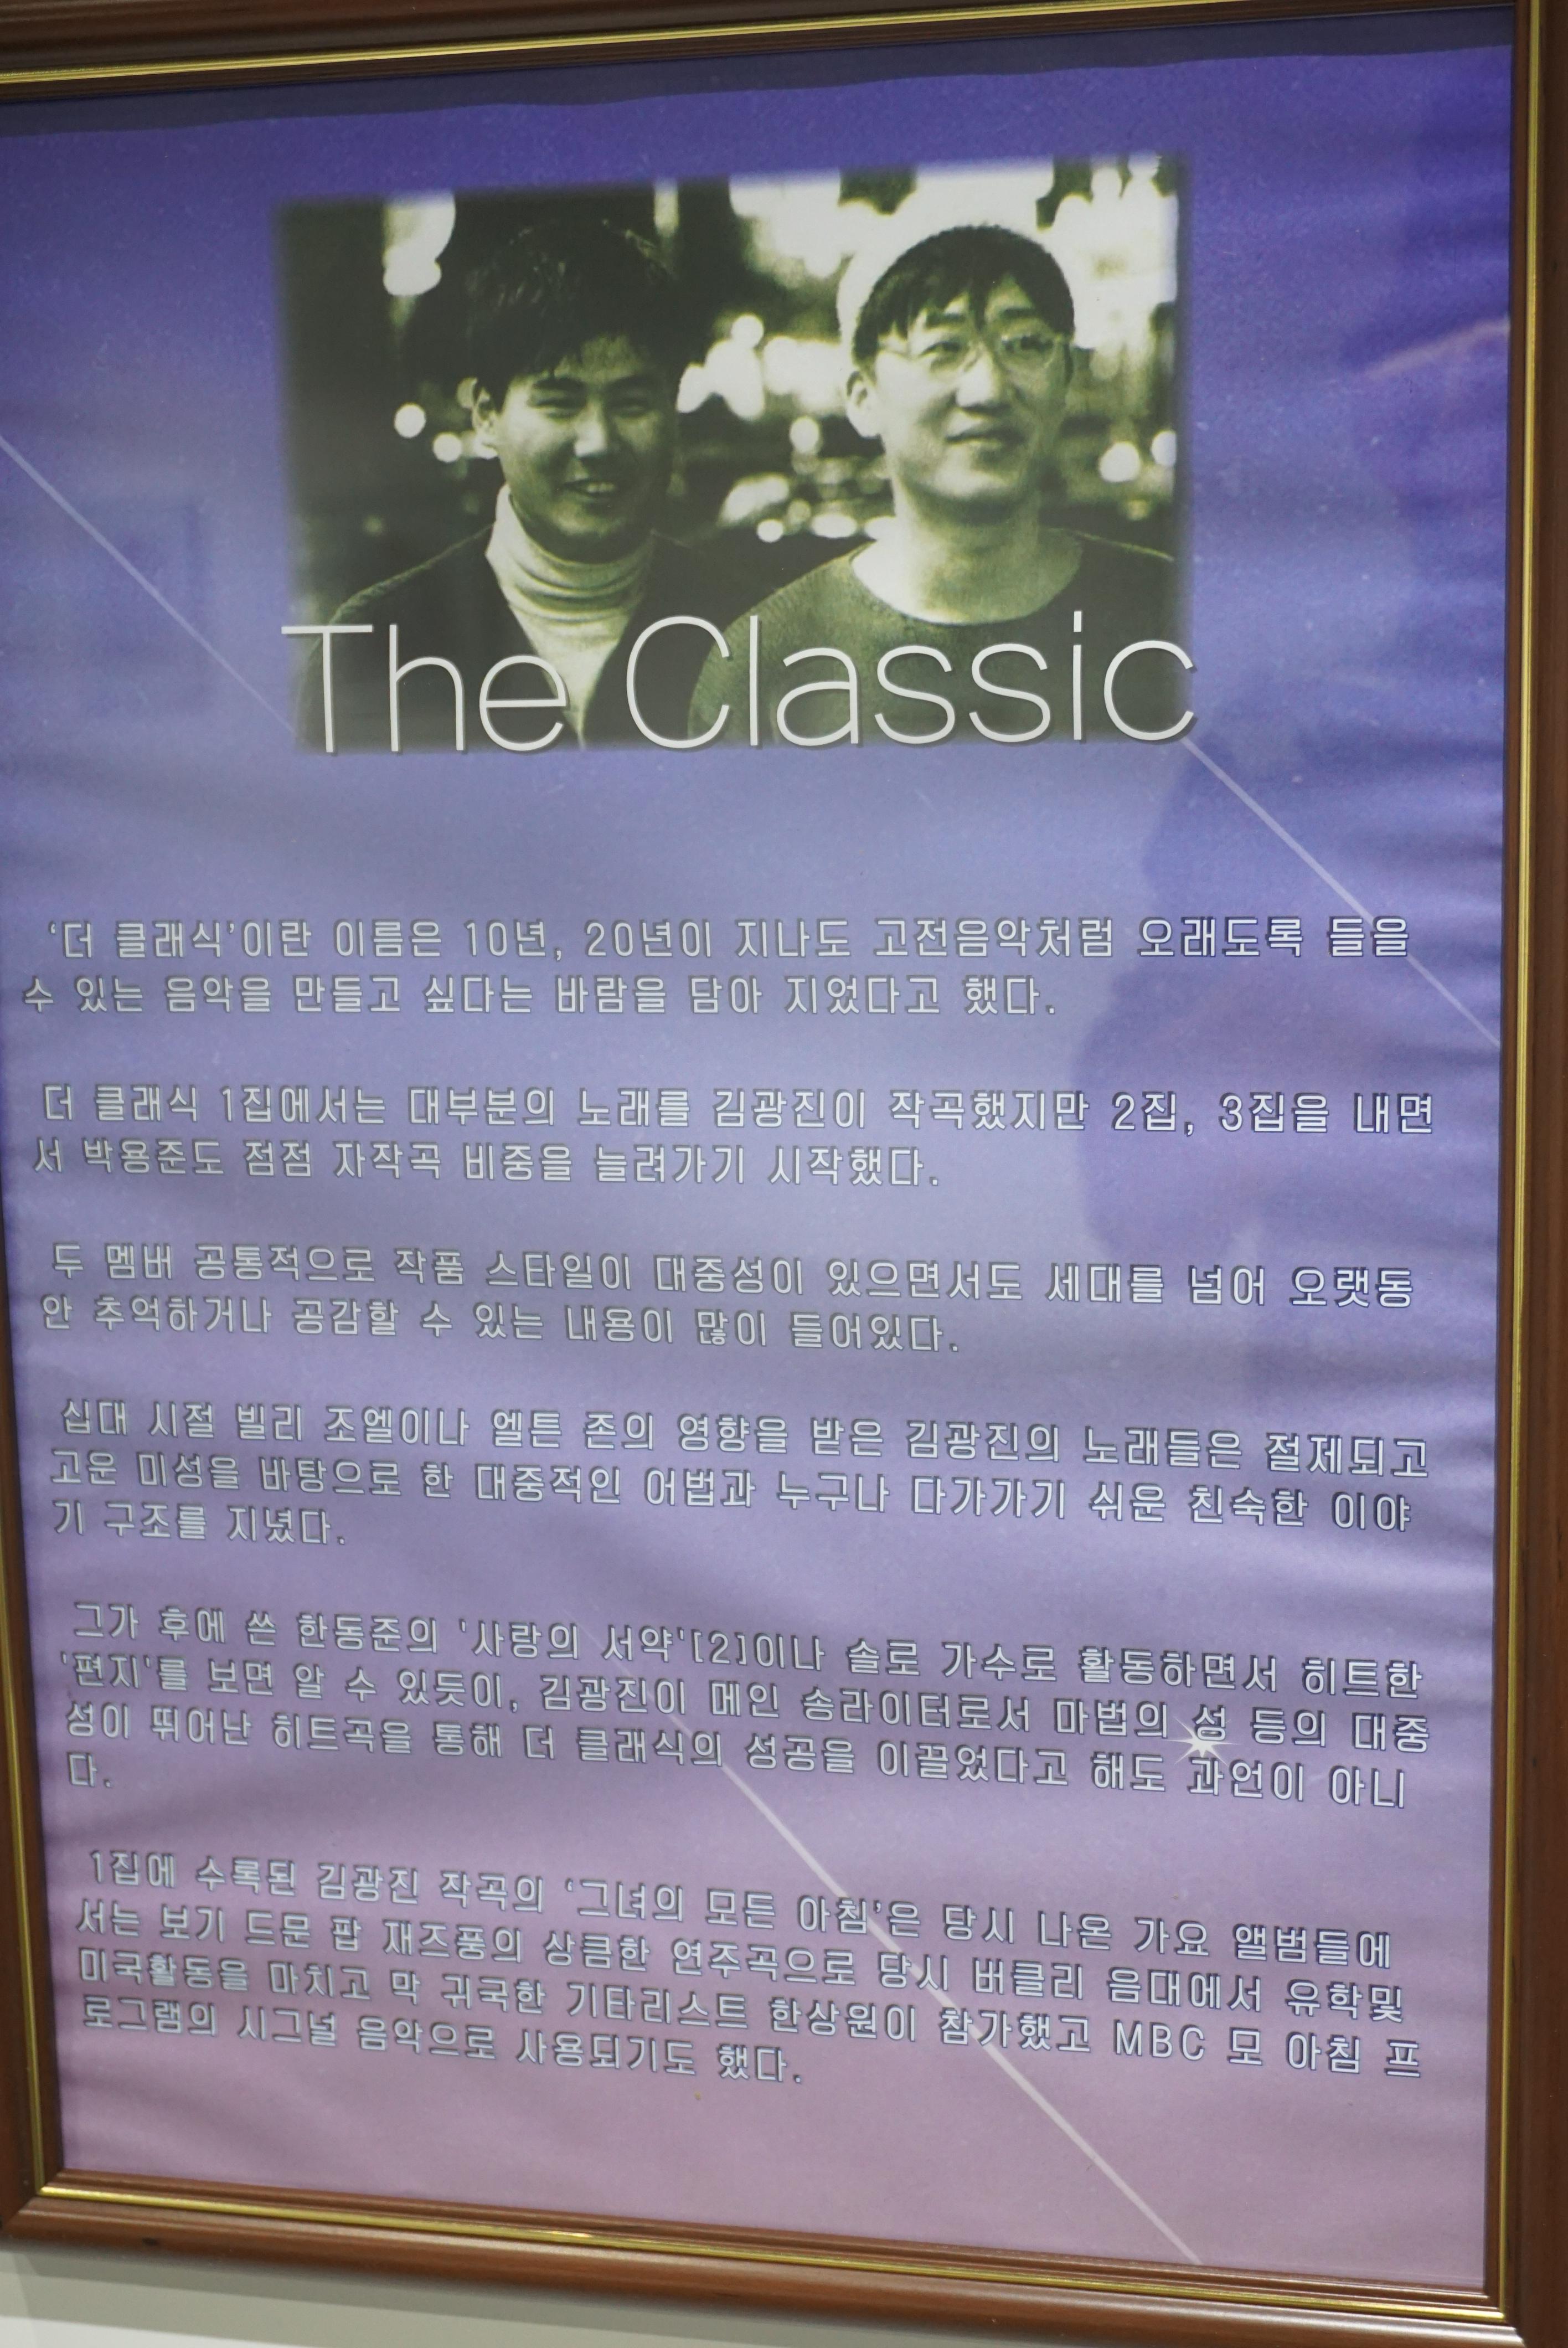 The Classic
‘더 클래식’이란 이름은 10년, 20년이 지나도 고전음악처럼 오래도록 들을
수 있는 음악을 만들고 싶다는 바람을 담아 지었다고 했다.
더 클래식 1집에서는 대부분의 노래를 김광진이 작곡했지만 2집, 3집을 내면
서 박용준도 점점 자작곡 비중을 늘려가기 시작했다.
두 멤버 공통적으로 작품 스타일이 대중성이 있으면서도 세대를 넘어 오랫동
안 추억하거나 공감할 수 있는 내용이 많이 들어있다.
십대 시절 빌리 조엘이나 엘튼 존의 영향을 받은 김광진의 노래들은 절제되고
고운 미성을 바탕으로 한 대중적인 어법과 누구나 다가가기 쉬운 친숙한 이야
기 구조를 지녔다.
그가 후에 쓴 한동준의 '사랑의 서약'[2]이나 솔로 가수로 활동하면서 히트한
'편지'를 보면 알 수 있듯이, 김광진이 메인 송라이터로서 마법의 성 등의 대중
성이 뛰어난 히트곡을 통해 더 클래식의 성공을 이끌었다고 해도 과언이 아니
다.
1집에 수록된 김광진 작곡의 ‘그녀의 모든 아침’은 당시 나온 가요 앨범들에
서는 보기 드문 팝 재즈풍의 상큼한 연주곡으로 당시 버클리 음대에서 유학및
미국활동을 마치고 막 귀국한 기타리스트 한상원이 참가했고 MBC 모 아침 프
로그램의 시그널 음악으로 사용되기도 했다.